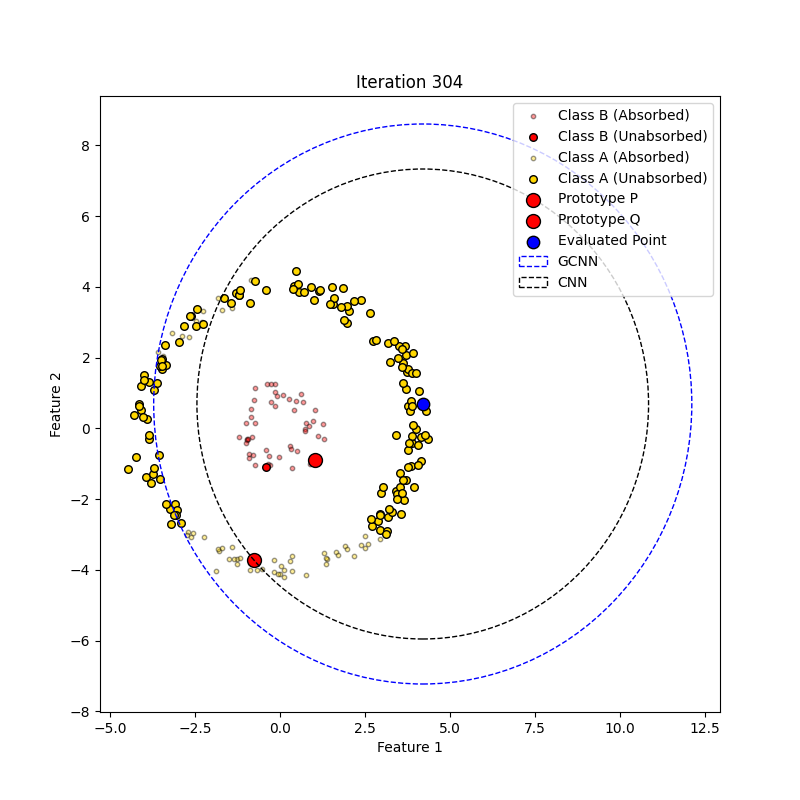 Iteration 304
Class B (Absorbed)
Class B (Unabsorbed)
Class A (Absorbed)
Class A (Unabsorbed)
Prototype P
Prototype Q
Evaluated Point
GCNN
CNN
8
6
4
2
0
−2
−4
−6
−8
Feature 2
−5.0 −2.5 0.0 2.5 5.0 7.5 10.0 12.5
Feature 1